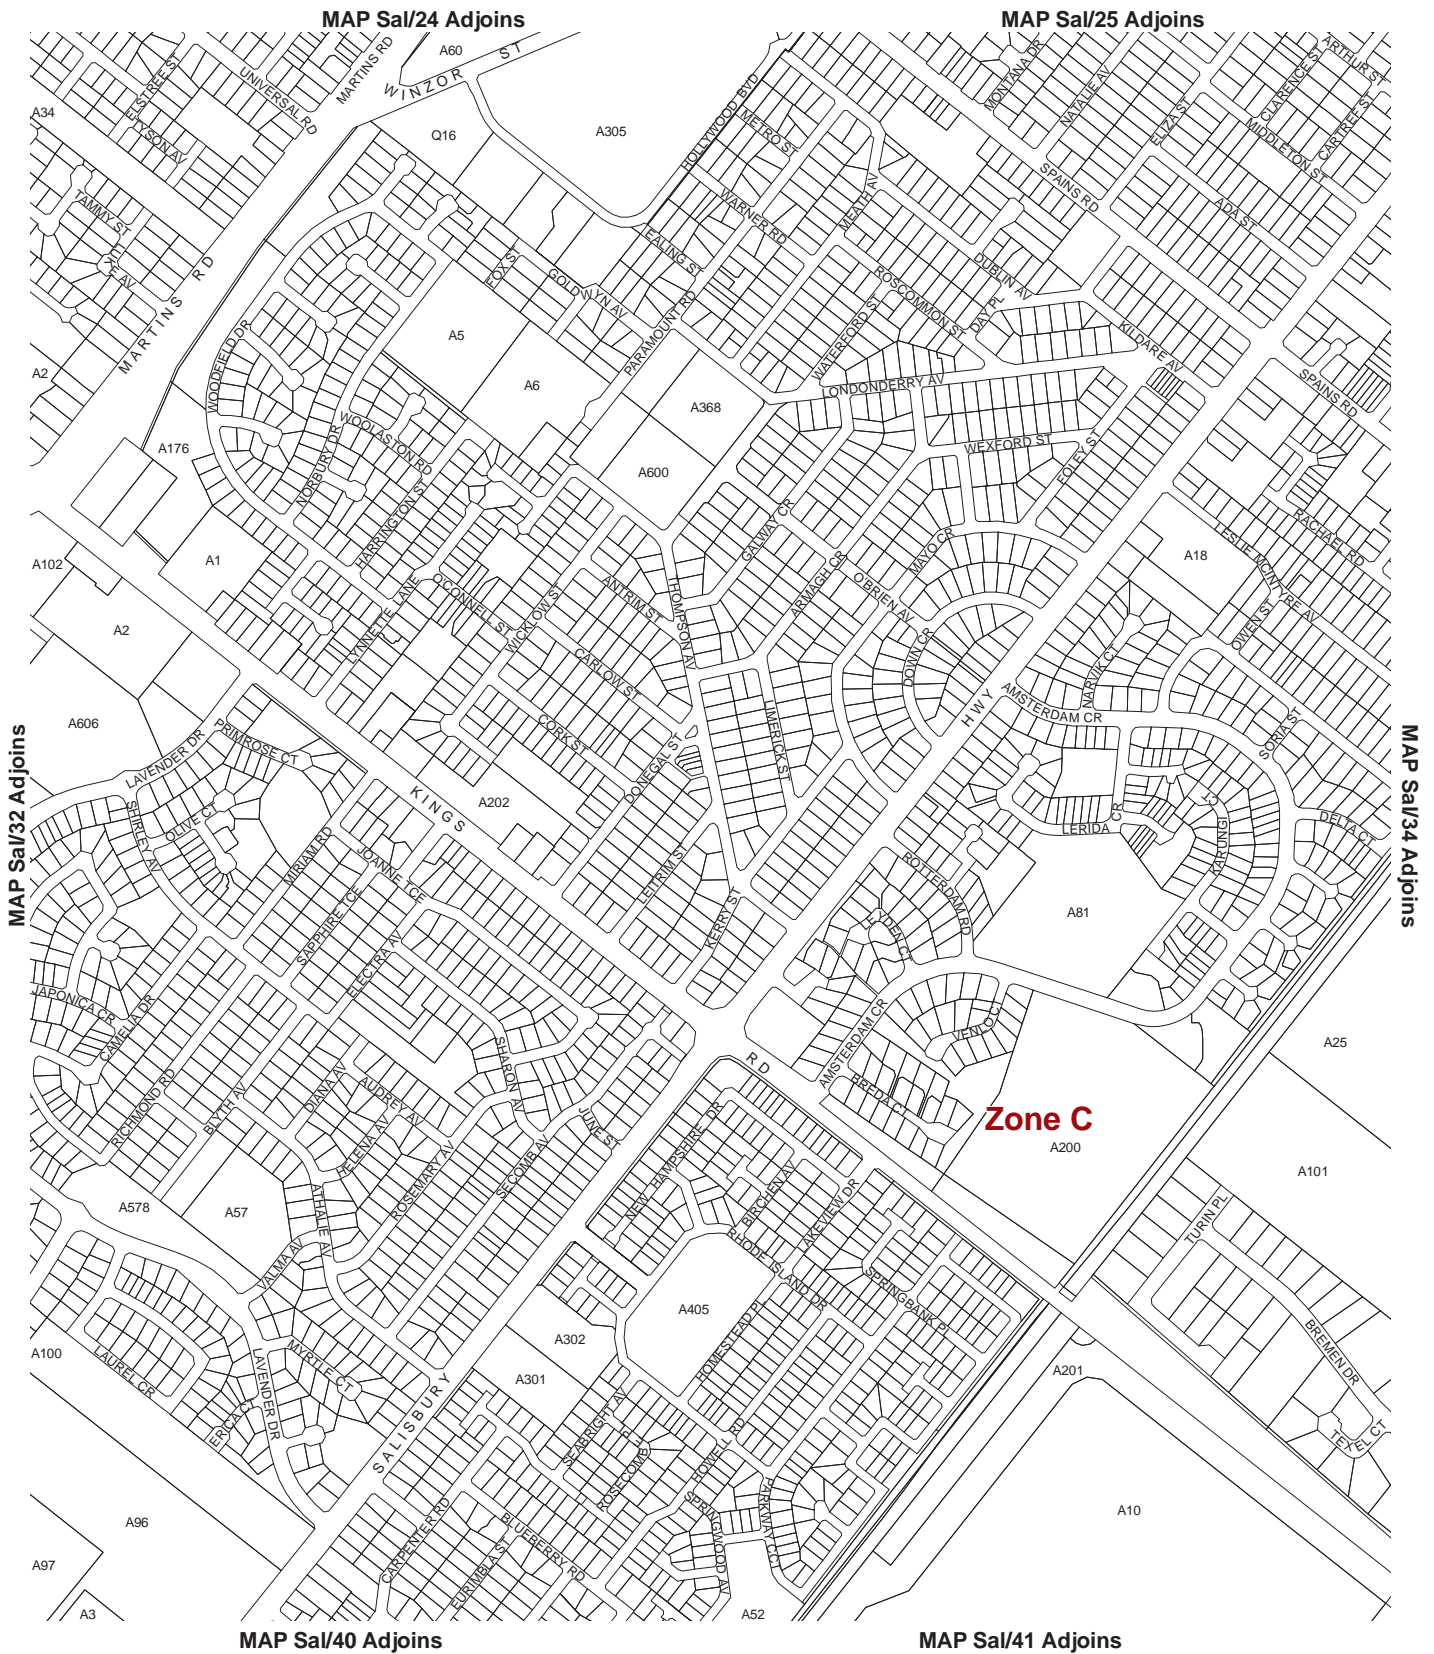 MAP Sal/24 Adjoins
MAP Sal/25 Adjoins
A60
WINZOR ST
MARTINS RD
UNIVERSAL RD
ELSTREE ST
TYSON AV
A34
Q16
A305
HOLLYWOOD BVD
METRO ST
MONTANA DR
NATALIE AV
ELIZA ST
CLARENCE ST
ARTHUR ST
CARTREF ST
MIDDLETON ST
SPAINS RD
ADA ST
MEATH AV
WARNER RD
TAMMY ST
LUKE AV
MARTINS RD
EALING ST
FOX ST
GOLDWYN AV
PARAMOUNT RD
ROSCOMMON ST
DUBLIN AV
DAY PL
WATERFORD ST
KILDARE AV
LONDONDERRY AV
SPAINS RD
A5
A6
A368
A2
WOODFIELD DR
WOOLASTON RD
NORBURY DR
HARRINGTON ST
A176
A600
WEXFORD ST
FOLEY ST
RACHAEL RD
LESLIE MCINTYRE AV
A18
GALWAY CR
ARMAGH CR
MAYO CR
O'BRIEN AV
A102
A1
A2
LYNNETTE LANE
O'CONNELL ST
WICKLOW ST
ANTRIM ST
THOMPSON AV
CARLOW ST
DOWN CR
OWEN ST
NARVIK CT
AMSTERDAM CR
HWY
SORIA ST
A606
LAVENDER DR
PRIMROSE CT
CORK ST
DONEGAL ST
LIMERICK ST
A202
KINGS
MAP Sal/32 Adjoins
MAP Sal/34 Adjoins
SHIRLEY AV
OLIVE CT
MIRIAM RD
JOANNE TCE
SAPPHIRE TCE
ELECTRA AV
LEITRIM ST
KERRY ST
LERIDA CR
KARUNGI CT
DELTA CT
ROTTERDAM RD
LEYDEN CT
A81
JAPONICA CR
CAMELIA DR
RICHMOND RD
BLYTH AV
DIANA AV
AUDREY AV
HELENA AV
SHARON AV
JUNE ST
SECOMB AV
ROSEMARY AV
AMSTERDAM CR
VENLO CT
BREDA CT
RD
A25
Zone C
A200
A101
A578
A57
ATHALIE AV
VALMA AV
NEW HAMPSHIRE DR
BIRCHEN AV
LAKEVIEW DR
RHODE ISLAND DR
SPRINGBANK PL
TURIN PL
BREMEN DR
TEXEL CT
A405
A302
A301
HOMESTEAD PL
A201
A100
LAUREL CR
ERICA CT
LAVENDER DR
MYRTLE CT
SALISBURY
SEABRIGHT AV
ROSECOMBE PL
HOWELL RD
SPRINGWOOD AV
PARKWAY CCT
CARPENTER RD
EURIMBLA ST
BLUEBERRY RD
A10
A96
A97
A3
A52
MAP Sal/40 Adjoins
MAP Sal/41 Adjoins